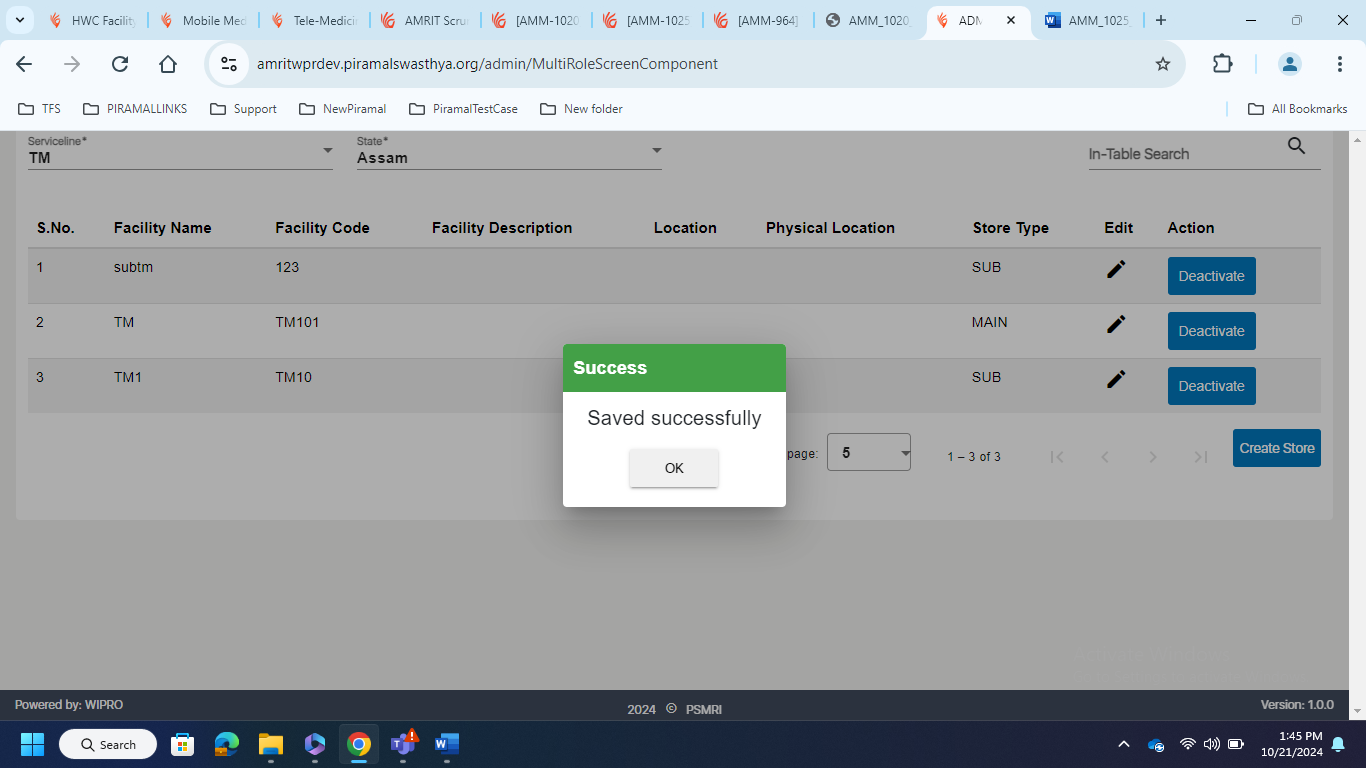 HWC Facility
Mobile Med
Tele-Medicin
AMRIT Scrum
[AMM-1020
[AMM-1025
[AMM-964]
AMM_1020_
ADM
AMM_1025_
amritwprdev.piramalswasthya.org/admin/MultiRoleScreenComponent
TFS PIRAMALLINKS Support NewPiramal PiramalTestCase New folder All Bookmarks
Serviceline* State*
TM Assam In-Table Search
S.No. Facility Name Facility Code Facility Description Location Physical Location Store Type Edit Action
1 subtm 123 SUB Deactivate
2 TM TM101 MAIN Deactivate
3 TM1 TM10 SUB Deactivate
Success
Saved successfully
OK
page: 5 1 – 3 of 3 Create Store
Powered by: WIPRO 2024 © PSMRI Version: 1.0.0
Search
1:45 PM
10/21/2024